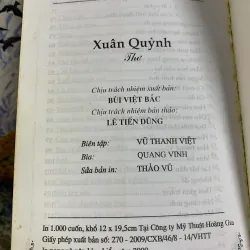 Xuân Quỳnh
Thơ
Chịu trách nhiệm xuất bản:
BÙI VIỆT BẮC
Chịu trách nhiệm bản thảo:
LÊ TIẾN DŨNG
Biên tập: VŨ THANH VIỆT
Bìa: QUANG VINH
Sửa bản in: THẢO VŨ
In 1.000 cuốn, khổ 12 x 19,5cm Tại Công ty Mỹ Thuật Hoàng Gia
Giấy phép xuất bản số: 270 - 2009/CXB/46/8 - 14/VHTT